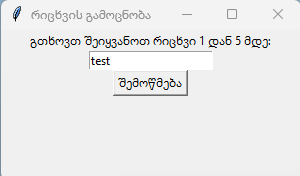 რიცხვის გამოცნობა
გთხოვთ შეიყვანოთ რიცხვი 1 დან 5 მდე:
test
შემოწმება